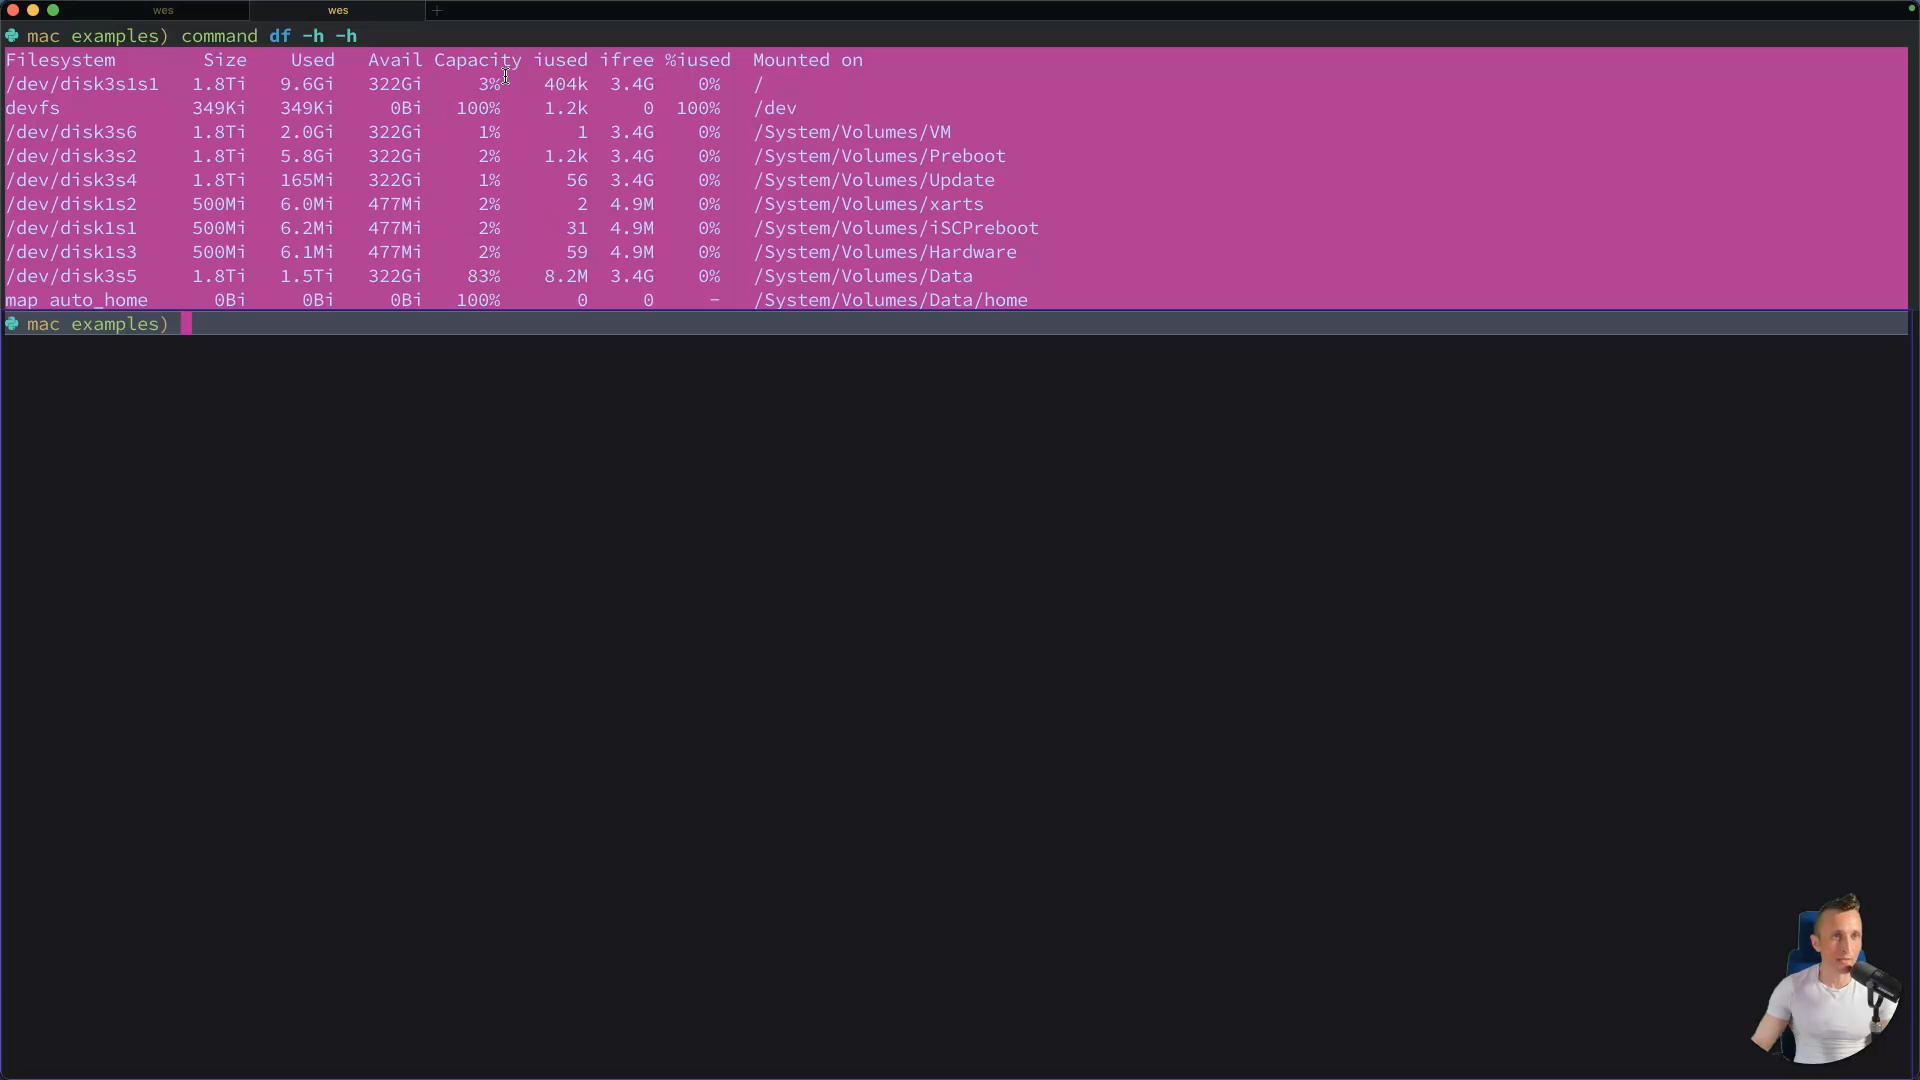 wes wes +
mac examples) command df -h -h
Filesystem Size Used Avail Capacity iused ifree %iused Mounted on
/dev/disk3s1s1 1.8Ti 9.6Gi 322Gi 3% 404k 3.4G 0% /
devfs 349Ki 349Ki 0Bi 100% 1.2k 0 100% /dev
/dev/disk3s6 1.8Ti 2.0Gi 322Gi 1% 1 3.4G 0% /System/Volumes/VM
/dev/disk3s2 1.8Ti 5.8Gi 322Gi 2% 1.2k 3.4G 0% /System/Volumes/Preboot
/dev/disk3s4 1.8Ti 165Mi 322Gi 1% 56 3.4G 0% /System/Volumes/Update
/dev/disk1s2 500Mi 6.0Mi 477Mi 2% 2 4.9M 0% /System/Volumes/xarts
/dev/disk1s1 500Mi 6.2Mi 477Mi 2% 31 4.9M 0% /System/Volumes/iSCPreboot
/dev/disk1s3 500Mi 6.1Mi 477Mi 2% 59 4.9M 0% /System/Volumes/Hardware
/dev/disk3s5 1.8Ti 1.5Ti 322Gi 83% 8.2M 3.4G 0% /System/Volumes/Data
map auto_home 0Bi 0Bi 0Bi 100% 0 0 - /System/Volumes/Data/home
mac examples)